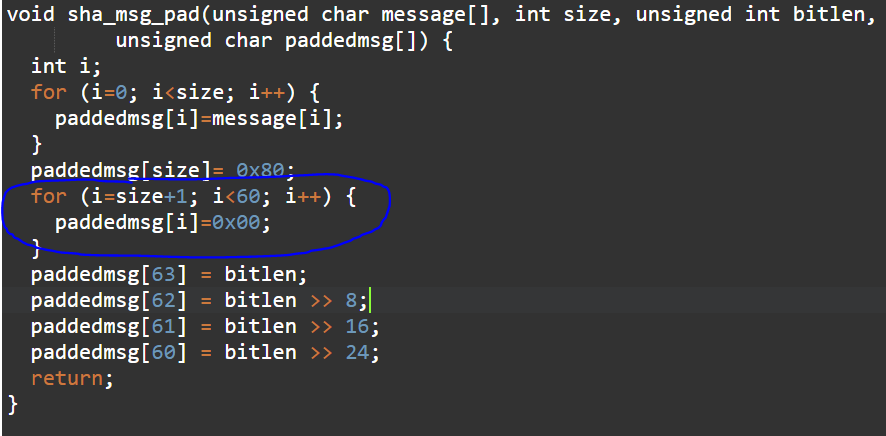 void sha_msg_pad(unsigned char message[], int size, unsigned int bitlen,
unsigned char paddedmsg[]) {
int i;
for (i=0; i<size; i++) {
paddedmsg[i]=message[i];
}
paddedmsg[size]= 0x80;
for (i=size+1; i<60; i++) {
paddedmsg[i]=0x00;
}
paddedmsg[63] = bitlen;
paddedmsg[62] = bitlen >> 8;
paddedmsg[61] = bitlen >> 16;
paddedmsg[60] = bitlen >> 24;
return;
}